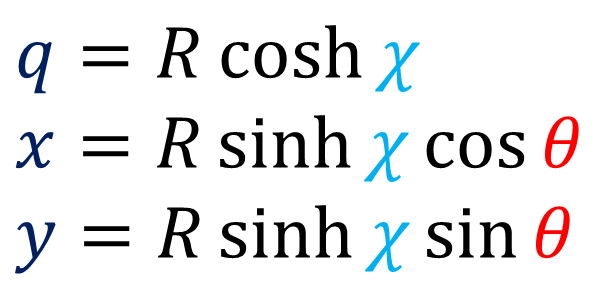 q = R cosh χ
x = R sinh χ cos θ
y = R sinh χ sin θ